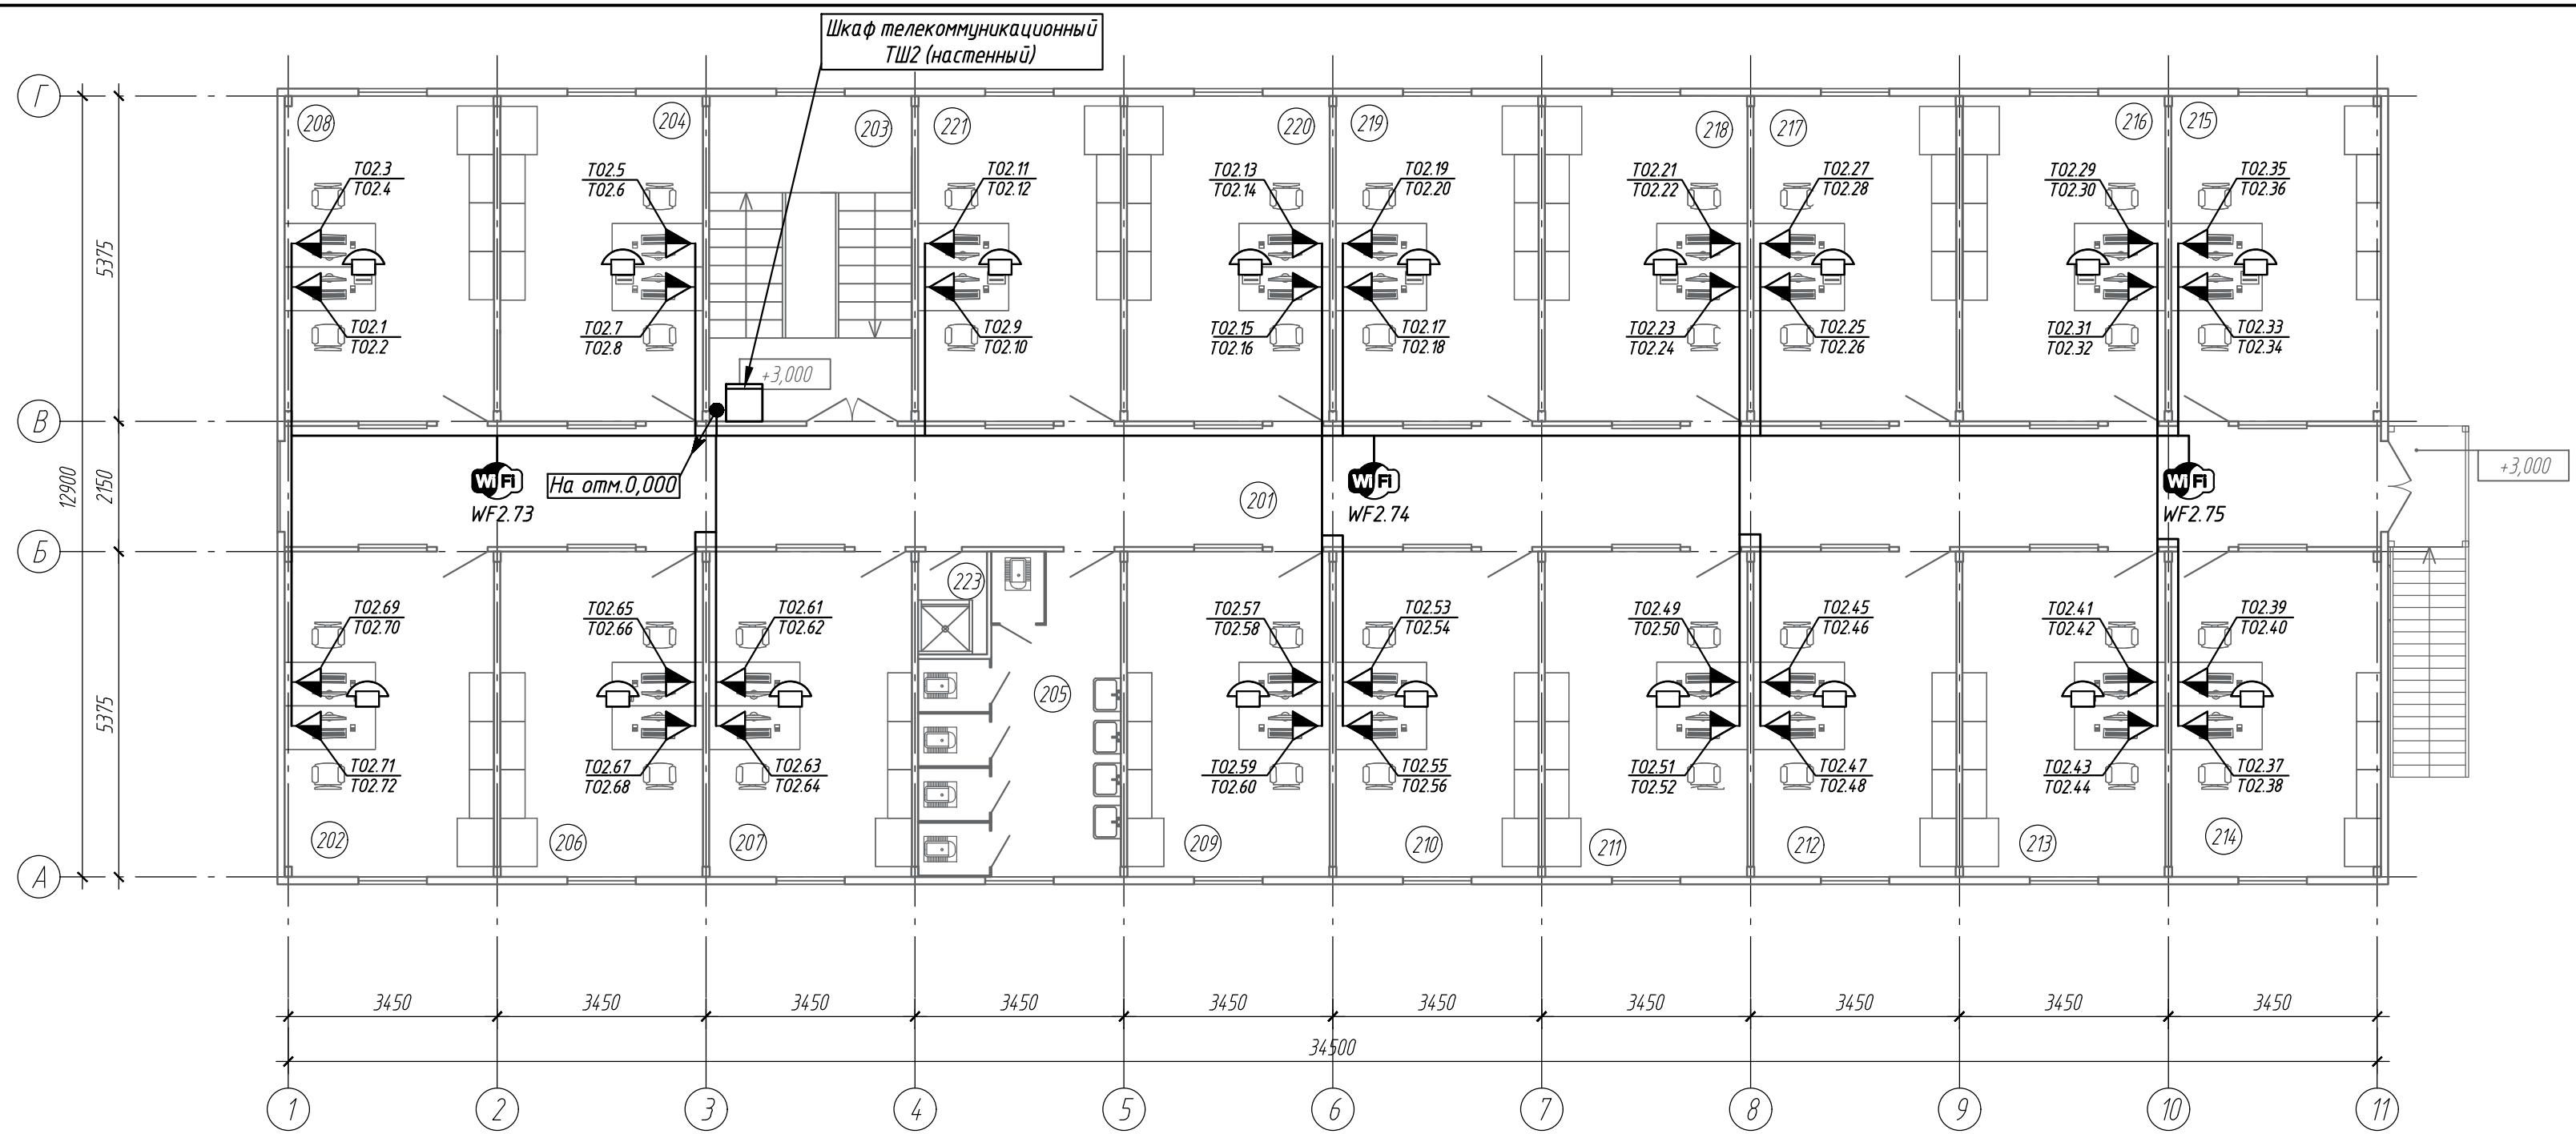 Шкаф телекоммуникационный
ТШ2 (настенный)
Г
208
204
203
221
220
219
218
217
216
215
ТО2.3
ТО2.4
ТО2.5
ТО2.6
ТО2.11
ТО2.12
ТО2.13
ТО2.14
ТО2.19
ТО2.20
ТО2.21
ТО2.22
ТО2.27
ТО2.28
ТО2.29
ТО2.30
ТО2.35
ТО2.36
5375
ТО2.1
ТО2.2
ТО2.7
ТО2.8
ТО2.9
ТО2.10
ТО2.15
ТО2.16
ТО2.17
ТО2.18
ТО2.23
ТО2.24
ТО2.25
ТО2.26
ТО2.31
ТО2.32
ТО2.33
ТО2.34
+3,000
В
12900
2150
WiFi
WF2.73
На отм.0,000
201
WiFi
WF2.74
WiFi
WF2.75
+3,000
Б
223
ТО2.69
ТО2.70
ТО2.65
ТО2.66
ТО2.61
ТО2.62
ТО2.57
ТО2.58
ТО2.53
ТО2.54
ТО2.49
ТО2.50
ТО2.45
ТО2.46
ТО2.41
ТО2.42
ТО2.39
ТО2.40
5375
205
ТО2.71
ТО2.72
ТО2.67
ТО2.68
ТО2.63
ТО2.64
ТО2.59
ТО2.60
ТО2.55
ТО2.56
ТО2.51
ТО2.52
ТО2.47
ТО2.48
ТО2.43
ТО2.44
ТО2.37
ТО2.38
202
206
207
209
210
211
212
213
214
А
3450
3450
3450
3450
3450
3450
3450
3450
3450
3450
34500
1
2
3
4
5
6
7
8
9
10
11